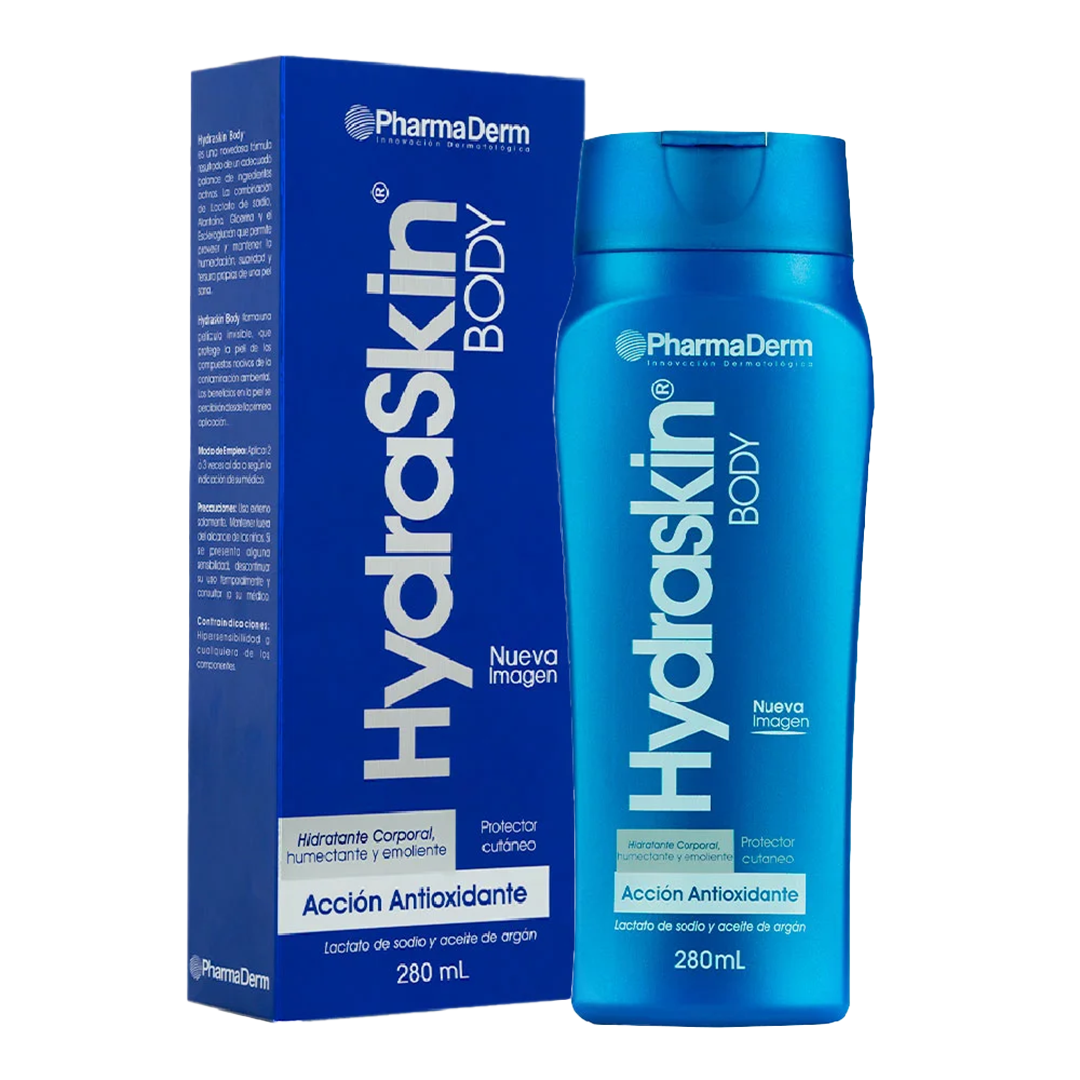 Hydraskin Body
es una novedosa fórmula
resultado de un adecuado
balance de ingredientes
activos. La combinación
de Lactato de sodio,
Alantoína, Glicerina y el
Escleroglucán que permite
proveer y mantener la
humectación, suavidad y
tersura propias de una piel
sana.
Hydraskin Body forma una
película invisible, que
protege la piel de los
compuestos nocivos de la
contaminación ambiental.
Los beneficios en la piel se
percibirán desde la primera
aplicación.
Modo de Empleo: Aplicar 2
ó 3 veces al día o según la
indicación de su médico.
Precauciones: Uso externo
solamente. Mantener fuera
del alcance de los niños. Si
se presenta alguna
sensibilidad, descontinuar
su uso temporalmente y
consultar a su médico.
Contraindicaciones:
Hipersensibilidad a
cualquiera de los
componentes.
PharmaDerm
PharmaDerm
Innovación Dermatológica
HydraSkin®
BODY
Nueva
Imagen
Hidratante Corporal,
humectante y emoliente
Protector
cutáneo
Acción Antioxidante
Lactato de sodio y aceite de argán
280 mL
PharmaDerm
Innovación Dermatológica
Hydraskin®
BODY
Nueva
Imagen
Hidratante Corporal,
humectante y emoliente
Protector
cutáneo
Acción Antioxidante
Lactato de sodio y aceite de argán
280mL